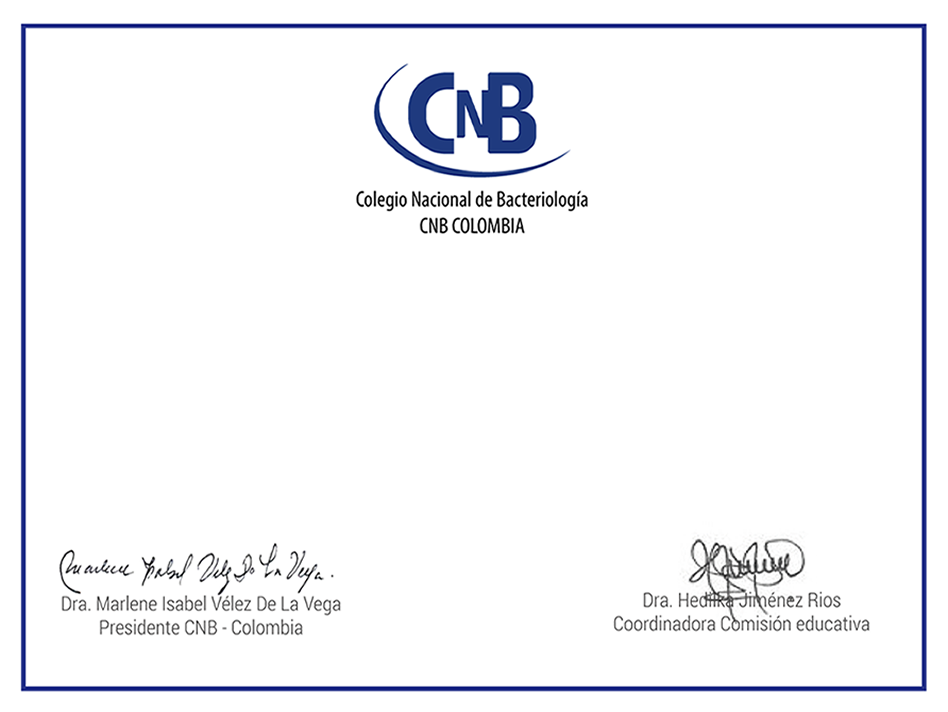 CNB
Colegio Nacional de Bacteriología
CNB COLOMBIA
Marlene Isabel Vélez De La Vega.
Dra. Marlene Isabel Vélez De La Vega
Presidente CNB - Colombia
Dra. Hedilka Jiménez Rios
Coordinadora Comisión educativa